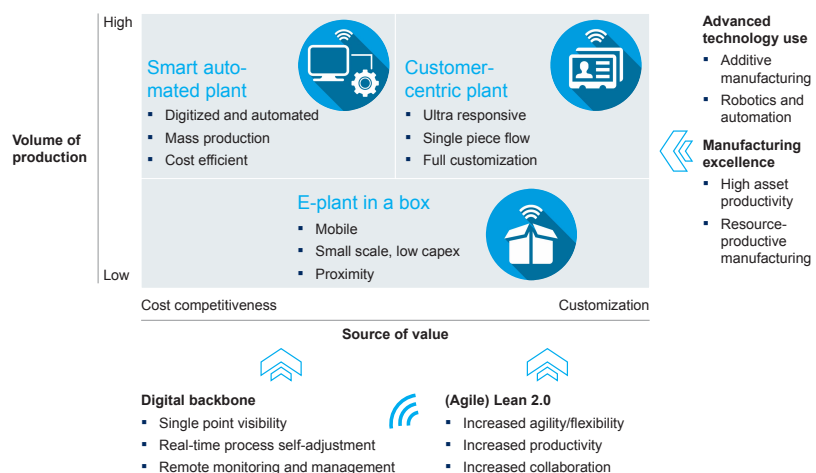 High
Volume of
production
Low
Smart auto-
mated plant
▪ Digitized and automated
▪ Mass production
▪ Cost efficient
Customer-
centric plant
▪ Ultra responsive
▪ Single piece flow
▪ Full customization
E-plant in a box
▪ Mobile
▪ Small scale, low capex
▪ Proximity
Advanced
technology use
▪ Additive
manufacturing
▪ Robotics and
automation
Manufacturing
excellence
▪ High asset
productivity
▪ Resource-
productive
manufacturing
Cost competitiveness
Customization
Source of value
Digital backbone
▪ Single point visibility
▪ Real-time process self-adjustment
▪ Remote monitoring and management
(Agile) Lean 2.0
▪ Increased agility/flexibility
▪ Increased productivity
▪ Increased collaboration